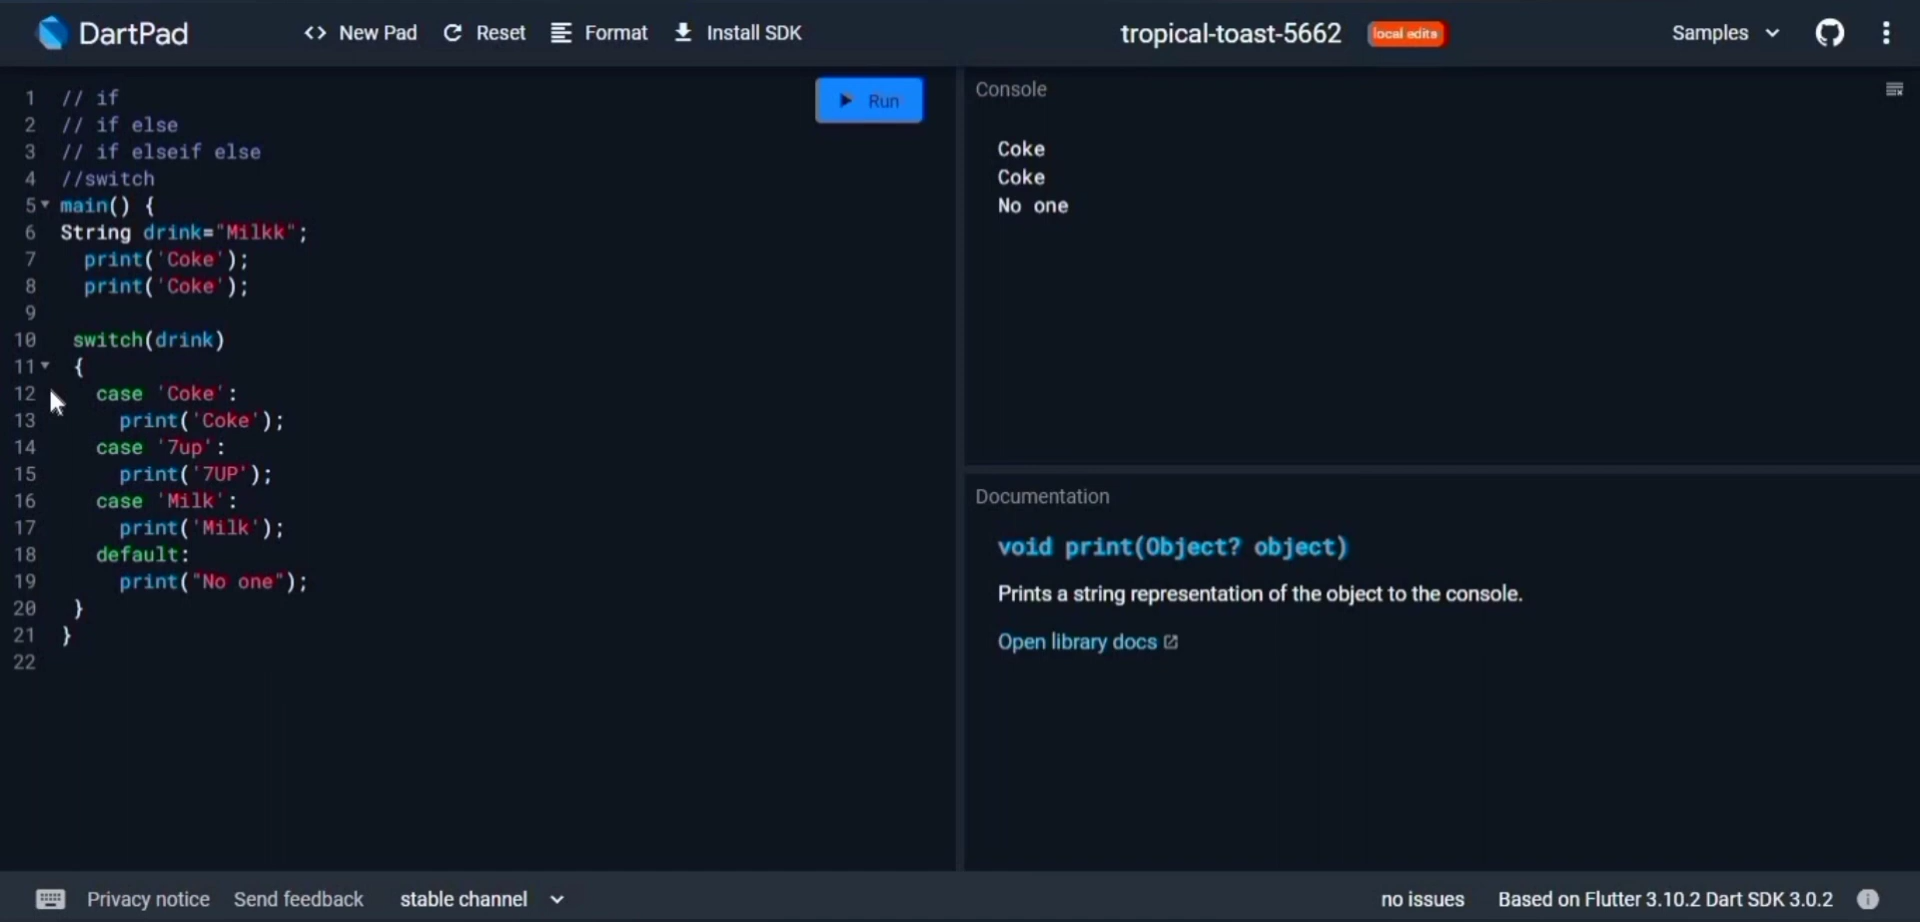 DartPad
New Pad
Reset
Format
Install SDK
tropical-toast-5662
local edits
Samples
Run
1 // if
2 // if else
3 // if elseif else
4 //switch
5 main() {
6 String drink="Milkk";
7 print('Coke');
8 print('Coke');
9
10 switch(drink)
11 {
12 case 'Coke':
13 print('Coke');
14 case '7up':
15 print('7UP');
16 case 'Milk':
17 print('Milk');
18 default:
19 print("No one");
20 }
21 }
22
Console
Coke
Coke
No one
Documentation
void print(Object? object)
Prints a string representation of the object to the console.
Open library docs
Privacy notice
Send feedback
stable channel
no issues
Based on Flutter 3.10.2 Dart SDK 3.0.2